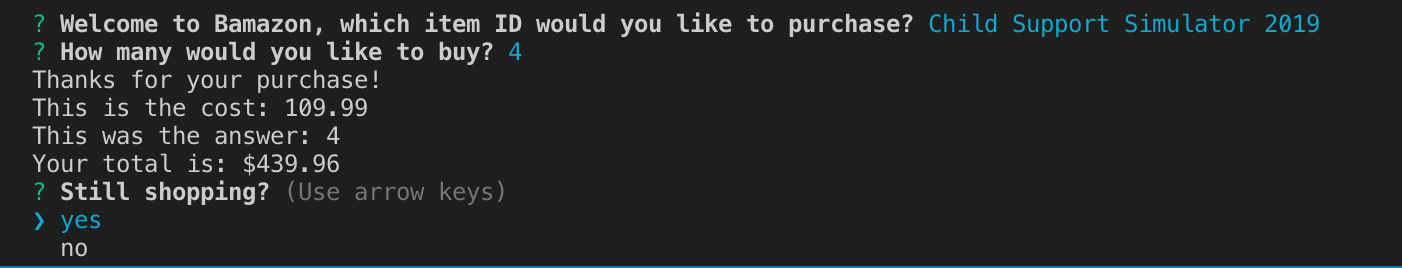 ? Welcome to Bamazon, which item ID would you like to purchase? Child Support Simulator 2019
? How many would you like to buy? 4
Thanks for your purchase!
This is the cost: 109.99
This was the answer: 4
Your total is: $439.96
? Still shopping? (Use arrow keys)
❯ yes
  no